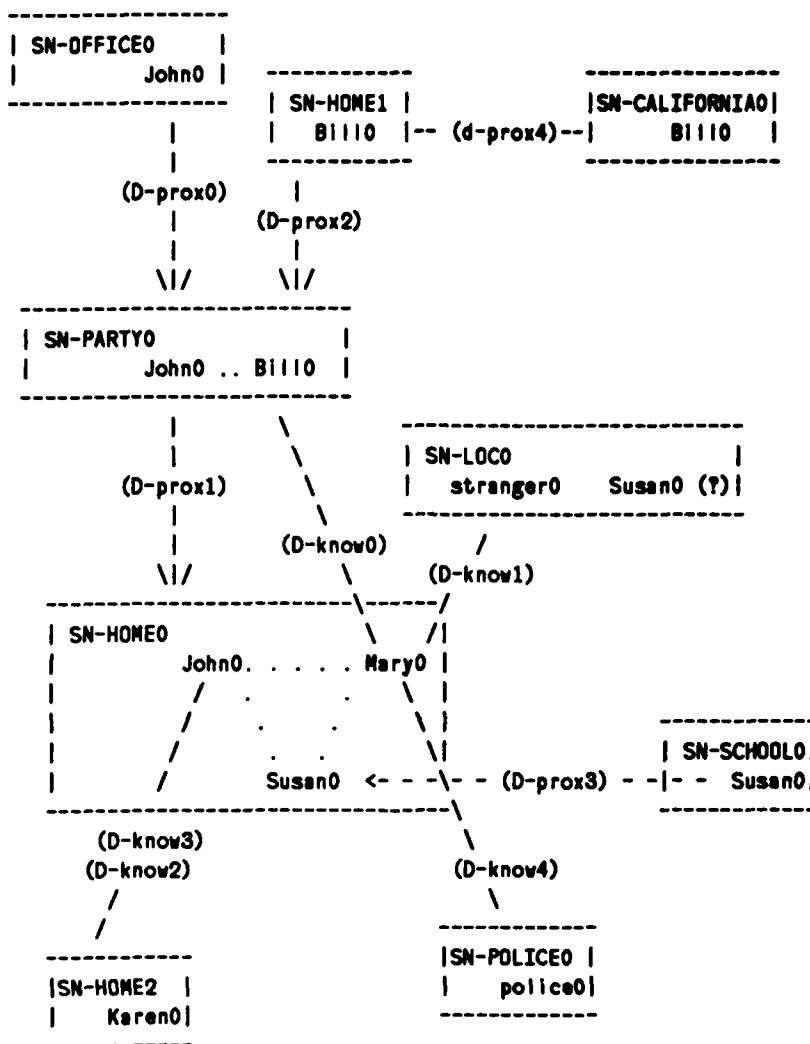 SN-OFFICE0
John0
SN-HOME1
Bill0
-- (d-prox4)--
SN-CALIFORNIA0
Bill0
(D-prox0)
(D-prox2)
SN-PARTY0
John0 .. Bill0
SN-LOC0
stranger0 Susan0 (?)
(D-prox1)
(D-know0)
(D-know1)
SN-HOME0
John0. . . . . Mary0
SN-SCHOOL0
Susan0 <- - - - - (D-prox3) - -|- - Susan0
(D-know3)
(D-know2)
(D-know4)
SN-POLICE0
police0
SN-HOME2
Karen0